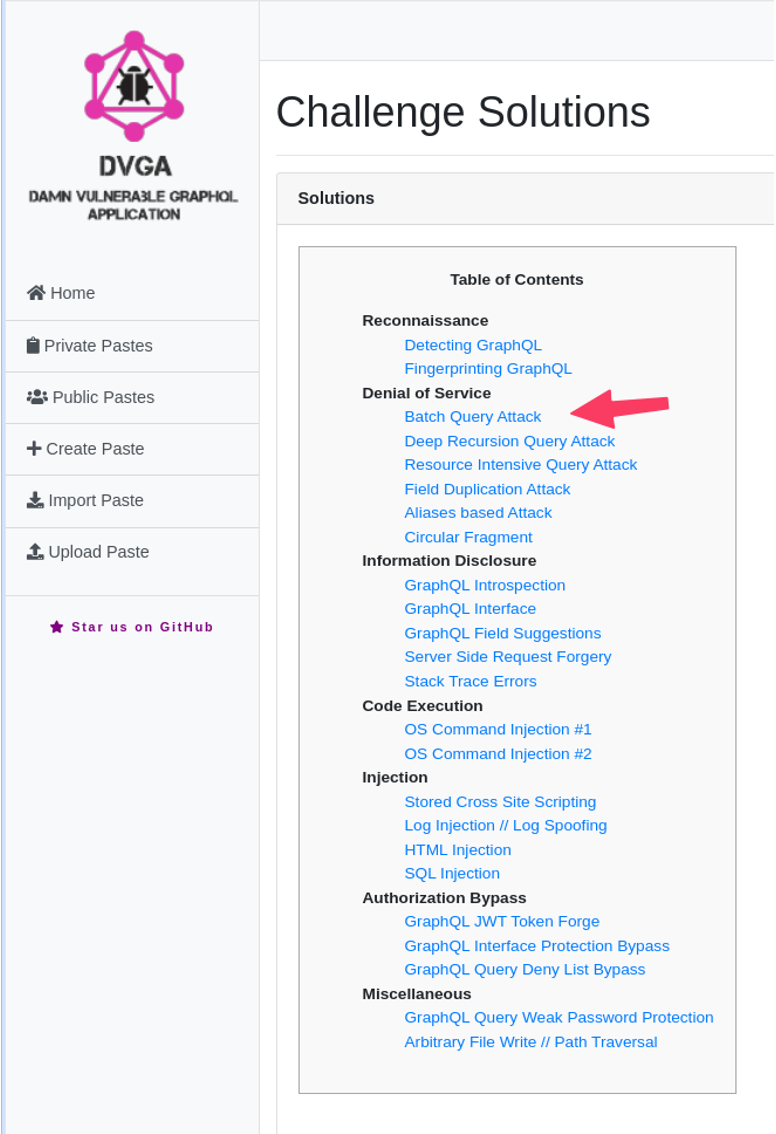 DVGA
DAMN VULNERA3LE GRAPHQL
APPLICATION
Home
Private Pastes
Public Pastes
Create Paste
Import Paste
Upload Paste
Star us on GitHub
Challenge Solutions
Solutions
Table of Contents
Reconnaissance
Detecting GraphQL
Fingerprinting GraphQL
Denial of Service
Batch Query Attack
Deep Recursion Query Attack
Resource Intensive Query Attack
Field Duplication Attack
Aliases based Attack
Circular Fragment
Information Disclosure
GraphQL Introspection
GraphQL Interface
GraphQL Field Suggestions
Server Side Request Forgery
Stack Trace Errors
Code Execution
OS Command Injection #1
OS Command Injection #2
Injection
Stored Cross Site Scripting
Log Injection // Log Spoofing
HTML Injection
SQL Injection
Authorization Bypass
GraphQL JWT Token Forge
GraphQL Interface Protection Bypass
GraphQL Query Deny List Bypass
Miscellaneous
GraphQL Query Weak Password Protection
Arbitrary File Write // Path Traversal